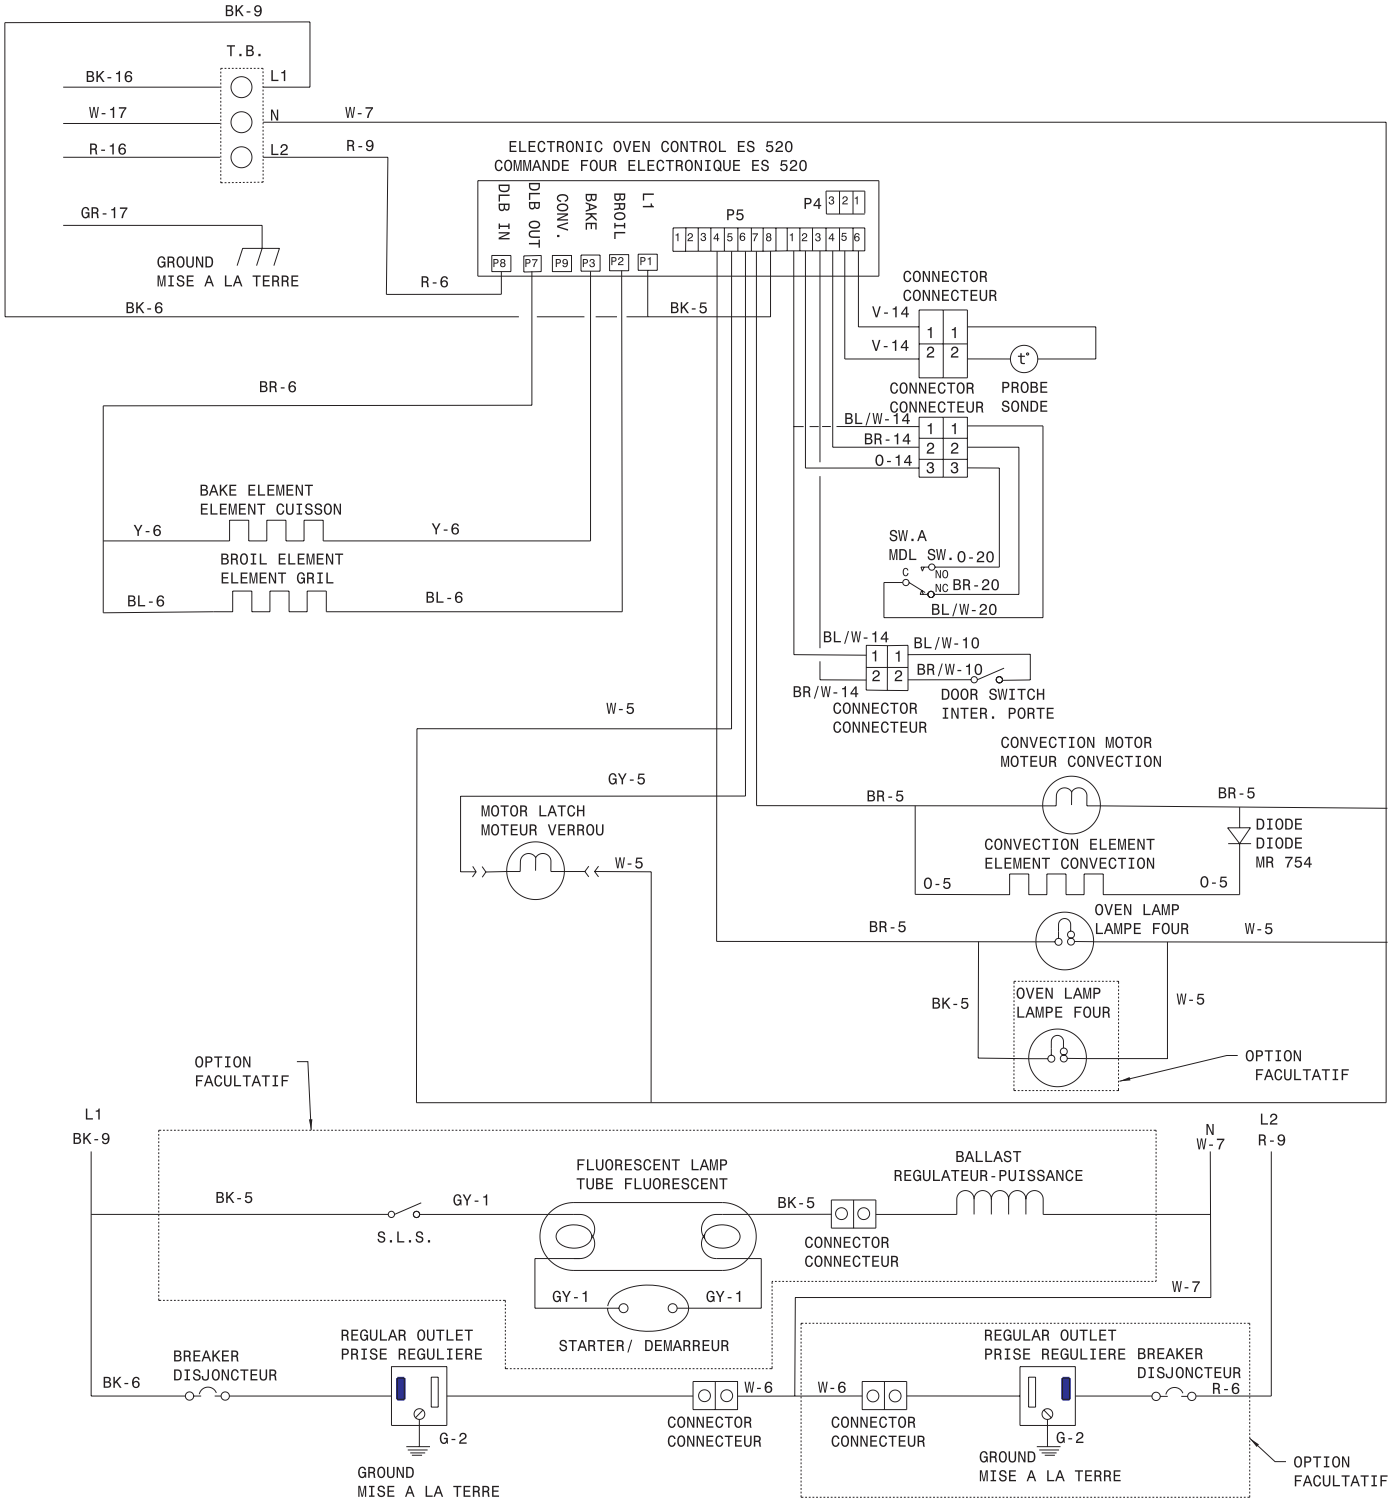 BK-9
T.B.
BK-16
L1
W-17
N
W-7
R-16
L2
R-9
GR-17
GROUND
MISE A LA TERRE
ELECTRONIC OVEN CONTROL ES 520
COMMANDE FOUR ELECTRONIQUE ES 520
DLB IN
DLB OUT
CONV.
BAKE
BROIL
L1
P5
P4
3 2 1
1 2 3 4 5 6 7 8
1 2 3 4 5 6
P8
P7
P9
P3
P2
P1
R-6
BK-6
BK-5
CONNECTOR
CONNECTEUR
V-14
1 1
V-14
2 2
t°
PROBE
SONDE
CONNECTOR
CONNECTEUR
BL/W-14
1 1
BR-14
2 2
O-14
3 3
BR-6
BAKE ELEMENT
ELEMENT CUISSON
Y-6
Y-6
BROIL ELEMENT
ELEMENT GRIL
BL-6
BL-6
SW.A
MDL SW.
O-20
C
NO
NC
BR-20
BL/W-20
BL/W-14
BL/W-10
1 1
BR/W-10
2 2
BR/W-14
DOOR SWITCH
INTER. PORTE
CONNECTOR
CONNECTEUR
W-5
CONVECTION MOTOR
MOTEUR CONVECTION
GY-5
BR-5
BR-5
MOTOR LATCH
MOTEUR VERROU
W-5
DIODE
DIODE
MR 754
CONVECTION ELEMENT
ELEMENT CONVECTION
O-5
O-5
OVEN LAMP
LAMPE FOUR
BR-5
W-5
OVEN LAMP
LAMPE FOUR
BK-5
W-5
OPTION
FACULTATIF
OPTION
FACULTATIF
L1
BK-9
N
W-7
L2
R-9
FLUORESCENT LAMP
TUBE FLUORESCENT
BALLAST
REGULATEUR-PUISSANCE
BK-5
S.L.S.
GY-1
BK-5
CONNECTOR
CONNECTEUR
GY-1
GY-1
STARTER/ DEMARREUR
W-7
BREAKER
DISJONCTEUR
REGULAR OUTLET
PRISE REGULIERE
REGULAR OUTLET
PRISE REGULIERE
BREAKER
DISJONCTEUR
BK-6
W-6
W-6
R-6
CONNECTOR
CONNECTEUR
CONNECTOR
CONNECTEUR
G-2
GROUND
MISE A LA TERRE
G-2
GROUND
MISE A LA TERRE
OPTION
FACULTATIF